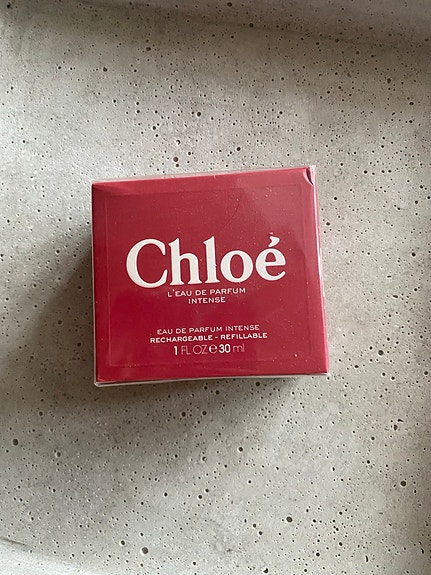 Chloé
L'EAU DE PARFUM
INTENSE
EAU DE PARFUM INTENSE
RECHARGEABLE - REFILLABLE
1 FL OZ ℮ 30 ml